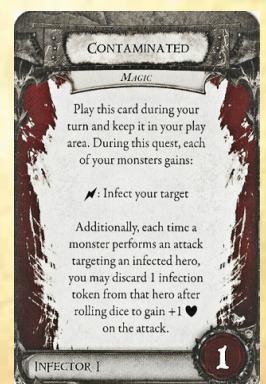 CONTAMINATED
MAGIC
Play this card during your
turn and keep it in your play
area. During this quest, each
of your monsters gains:
: Infect your target
Additionally, each time a
monster performs an attack
targeting an infected hero,
you may discard 1 infection
token from that hero after
rolling dice to gain +1 ♥
on the attack.
INFECTOR I
1